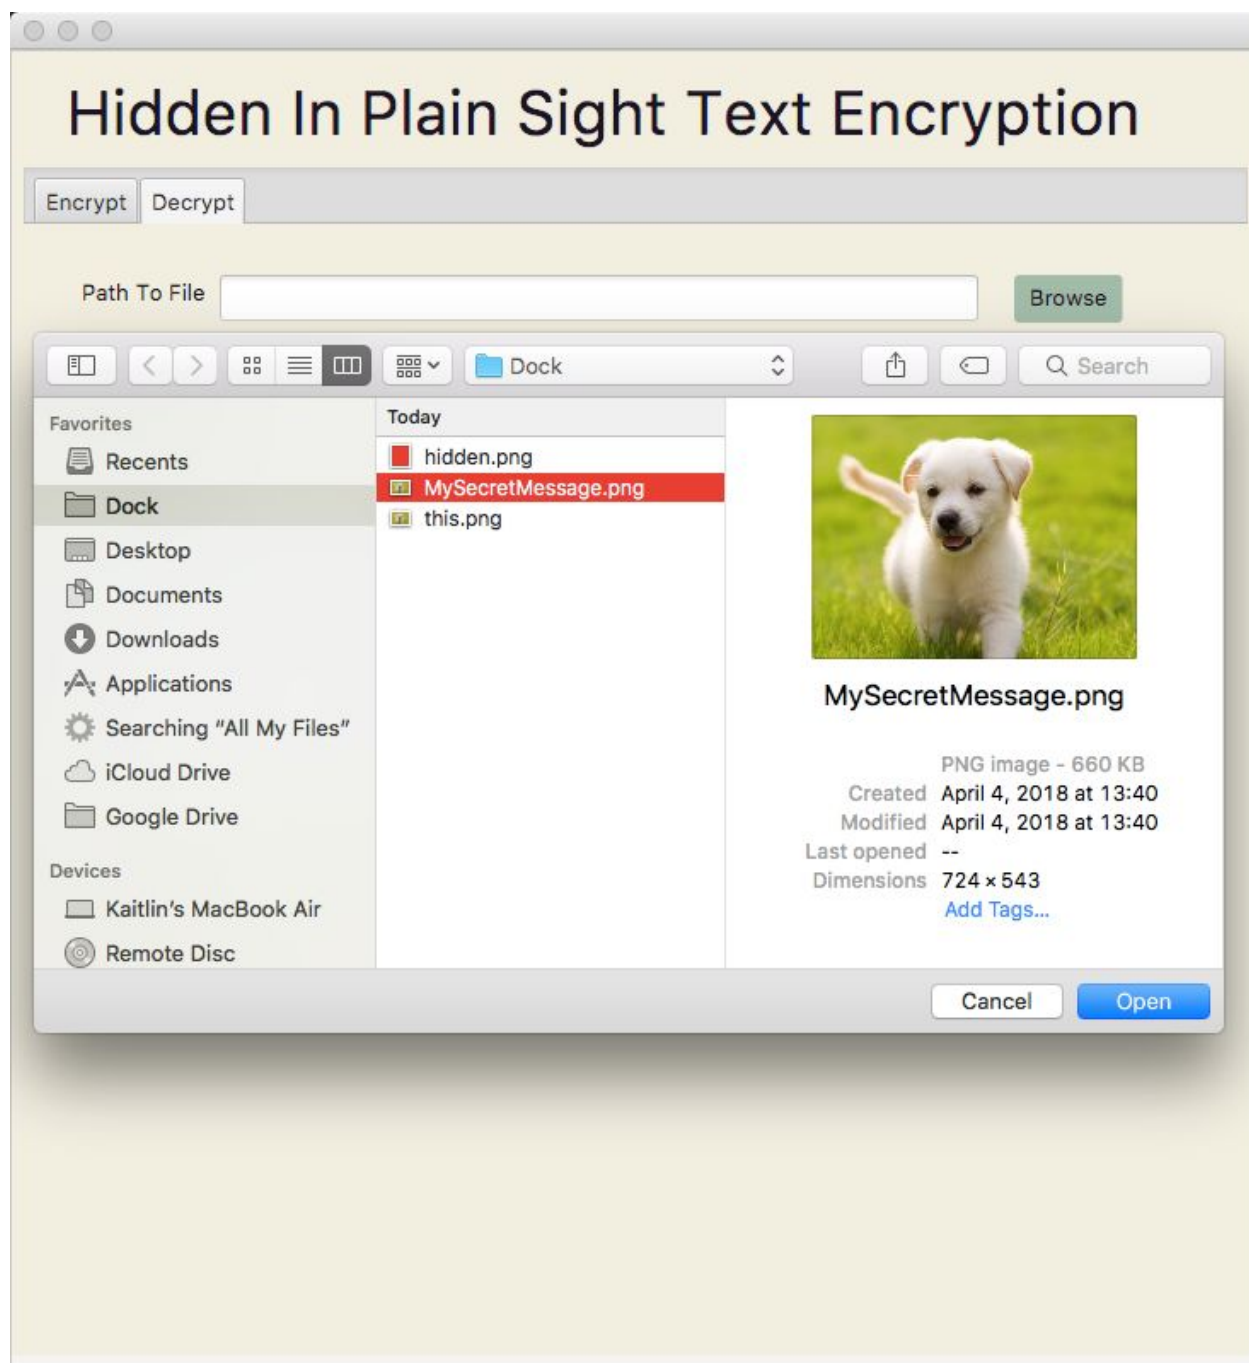 Hidden In Plain Sight Text Encryption
Encrypt Decrypt
Path To File Browse
Dock Search
Favorites
Recents
Dock
Desktop
Documents
Downloads
Applications
Searching "All My Files"
iCloud Drive
Google Drive
Devices
Kaitlin's MacBook Air
Remote Disc
Today
hidden.png
MySecretMessage.png
this.png
MySecretMessage.png
PNG image - 660 KB
Created April 4, 2018 at 13:40
Modified April 4, 2018 at 13:40
Last opened --
Dimensions 724 × 543
Add Tags...
Cancel Open